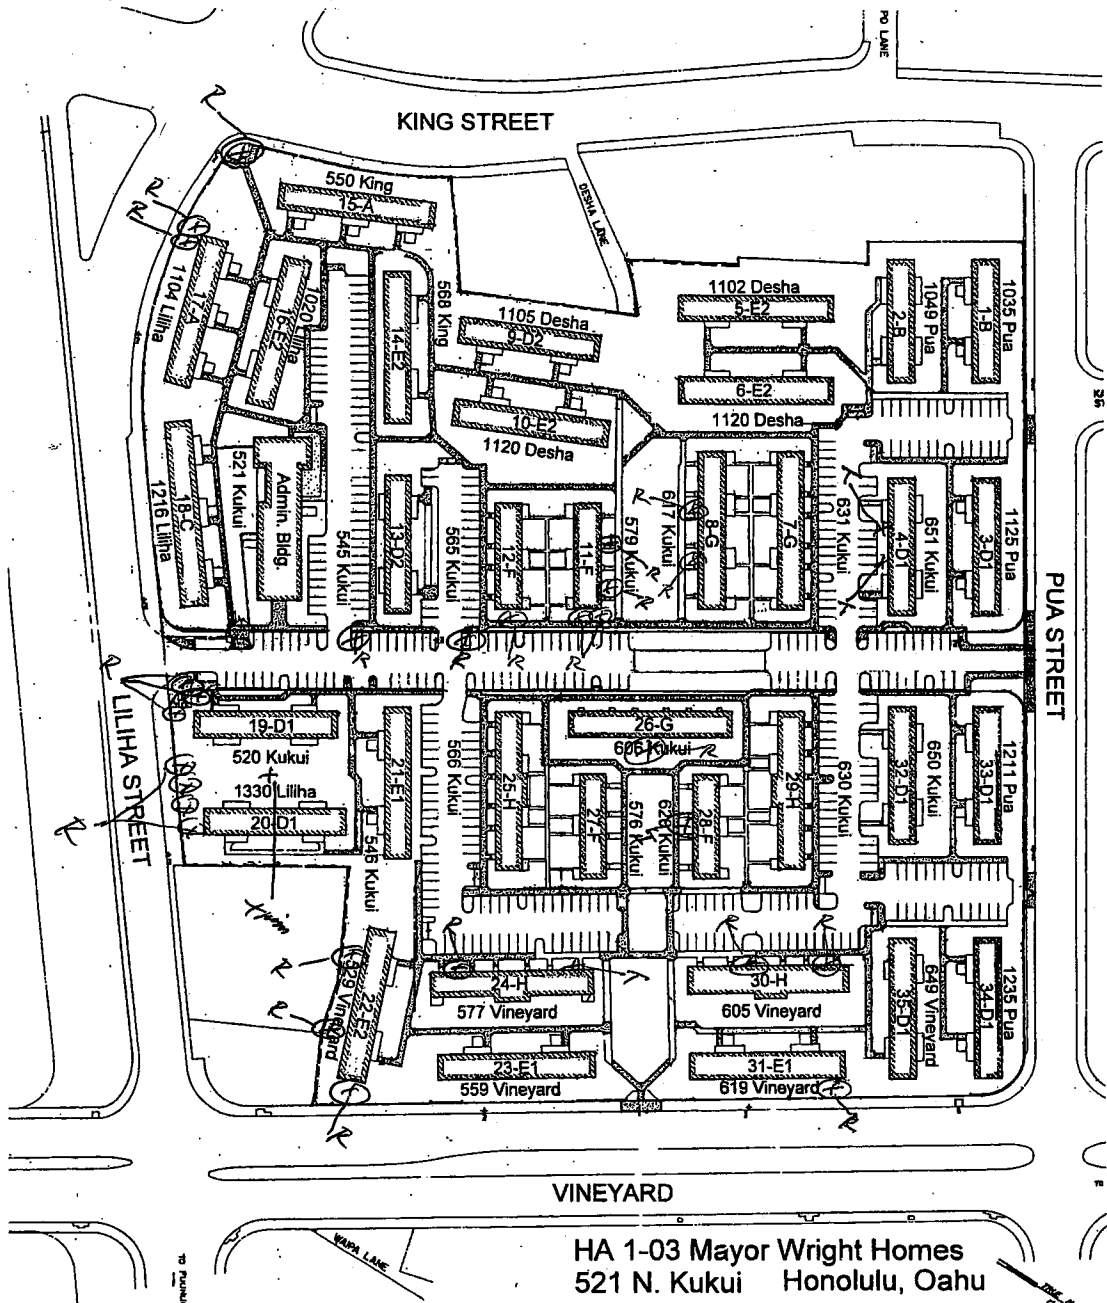 PO LANE
KING STREET
DESHA LANE
550 King
15-A
1104 Liliha
17-A
1020 Liliha
16-E2
14-E2
568 King
1105 Desha
9-D2
10-E2
1120 Desha
1102 Desha
5-E2
6-E2
1120 Desha
2-B
1049 Pua
1-B
1035 Pua
1216 Liliha
18-C
521 Kukui
Admin. Bldg.
545 Kukui
13-D2
565 Kukui
12-F
11-F
579 Kukui
R
617 Kukui
8-G
7-G
631 Kukui
4-D1
651 Kukui
3-D1
1125 Pua
PUA STREET
R
R
R
R
R
R
R
R
R
R
LILIHA STREET
19-D1
520 Kukui
1330 Liliha
20-D1
21-E1
546 Kukui
566 Kukui
25-H
26-G
606 Kukui
R
27-F
576 Kukui
628 Kukui
28-F
29-H
630 Kukui
32-D1
650 Kukui
33-D1
1211 Pua
R
R
R
R
R
R
529 Vineyard
22-E2
24-H
577 Vineyard
30-H
605 Vineyard
35-D1
649 Vineyard
34-D1
1235 Pua
23-E1
559 Vineyard
31-E1
619 Vineyard
R
R
VINEYARD
WAIPA LANE
HA 1-03 Mayor Wright Homes
521 N. Kukui Honolulu, Oahu